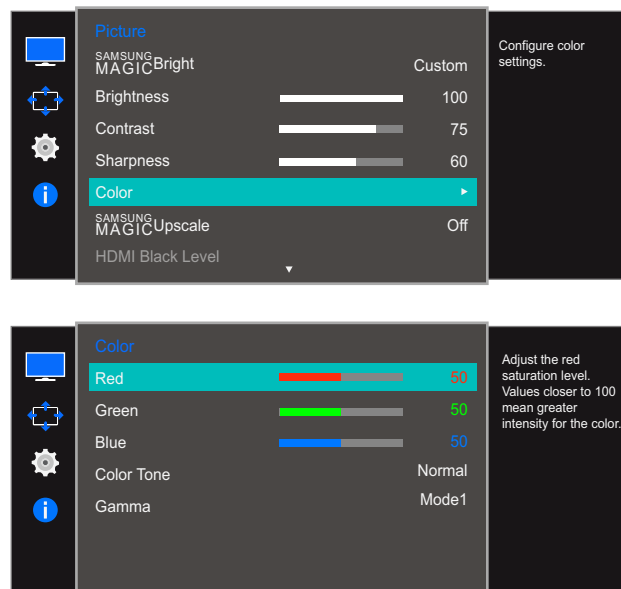 Picture
SAMSUNG
MAGICBright Custom
Brightness 100
Contrast 75
Sharpness 60
Color
SAMSUNG
MAGICUpscale Off
HDMI Black Level
Configure color
settings.
Color
Red 50
Green 50
Blue 50
Color Tone Normal
Gamma Mode1
Adjust the red
saturation level.
Values closer to 100
mean greater
intensity for the color.